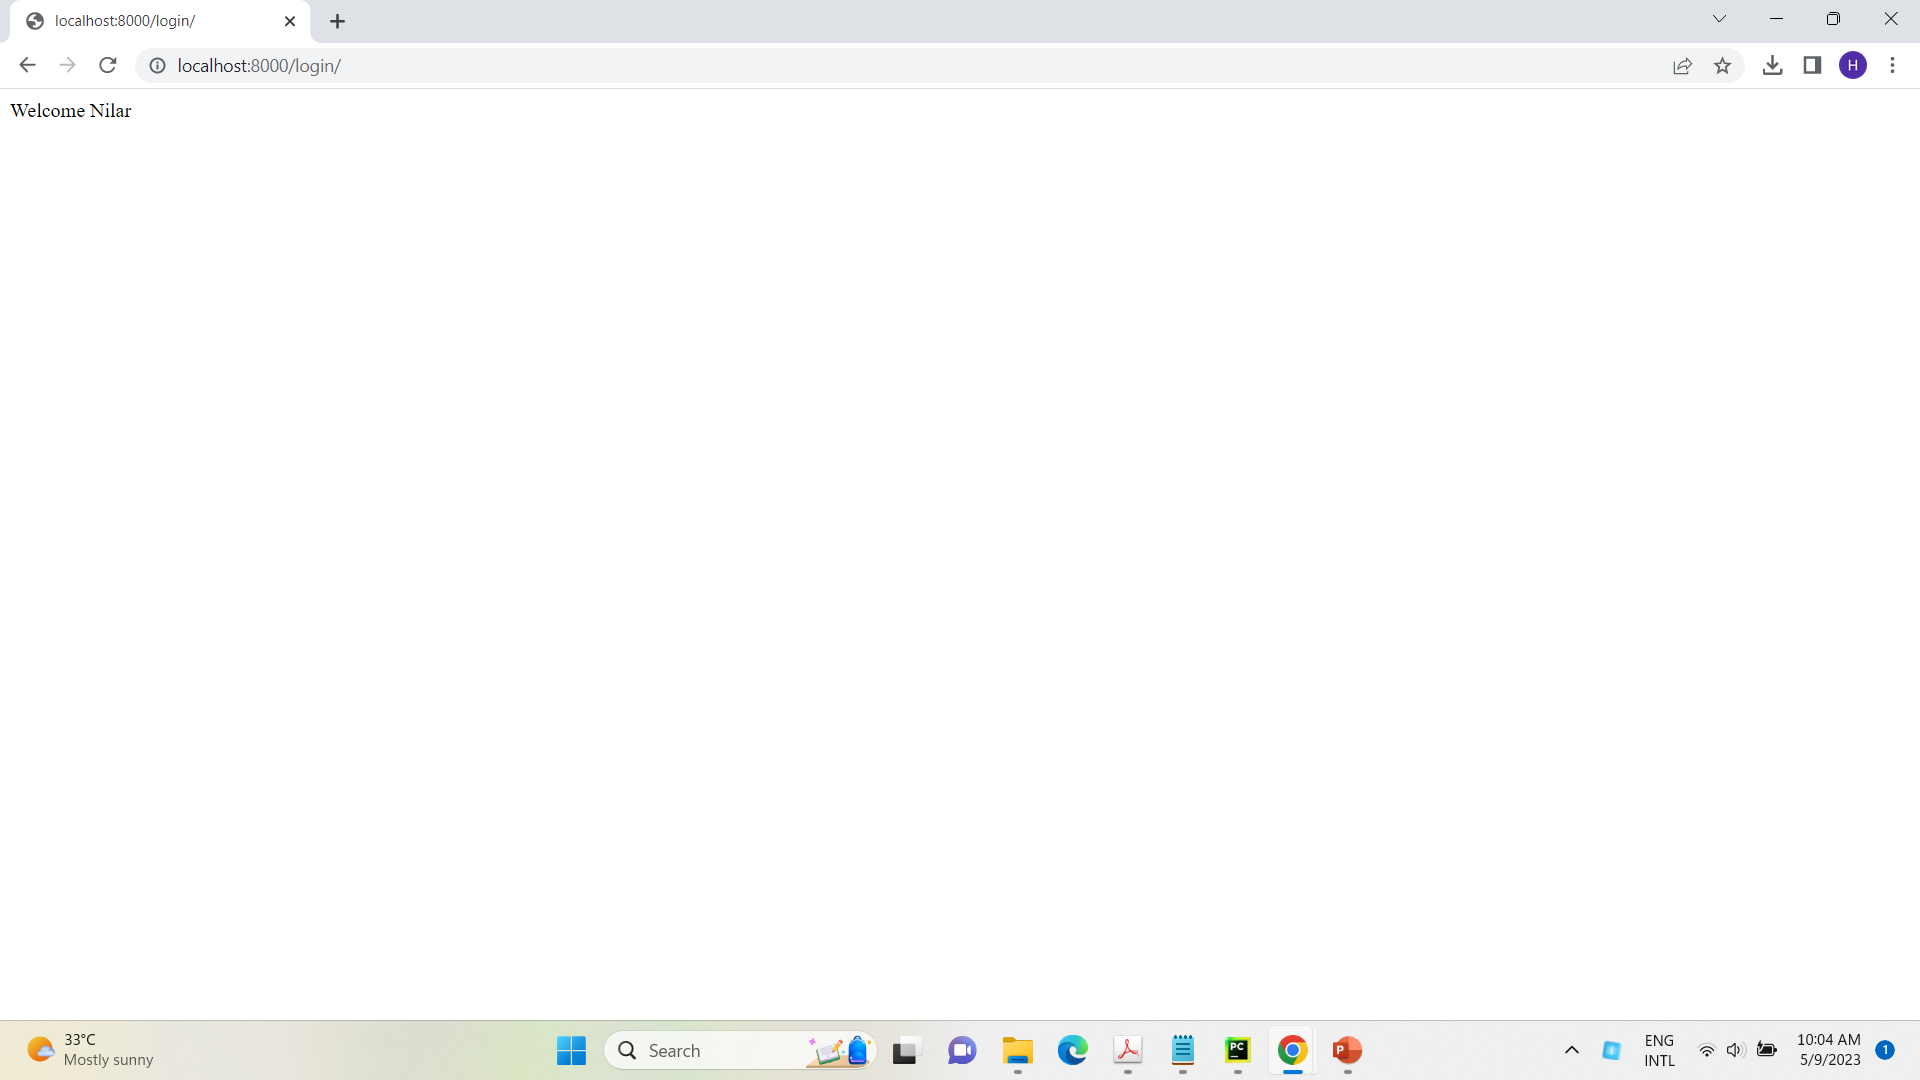 localhost:8000/login/
localhost:8000/login/
H
Welcome Nilar
33°C
Mostly sunny
Search
PC
P
ENG
INTL
10:04 AM
5/9/2023
1